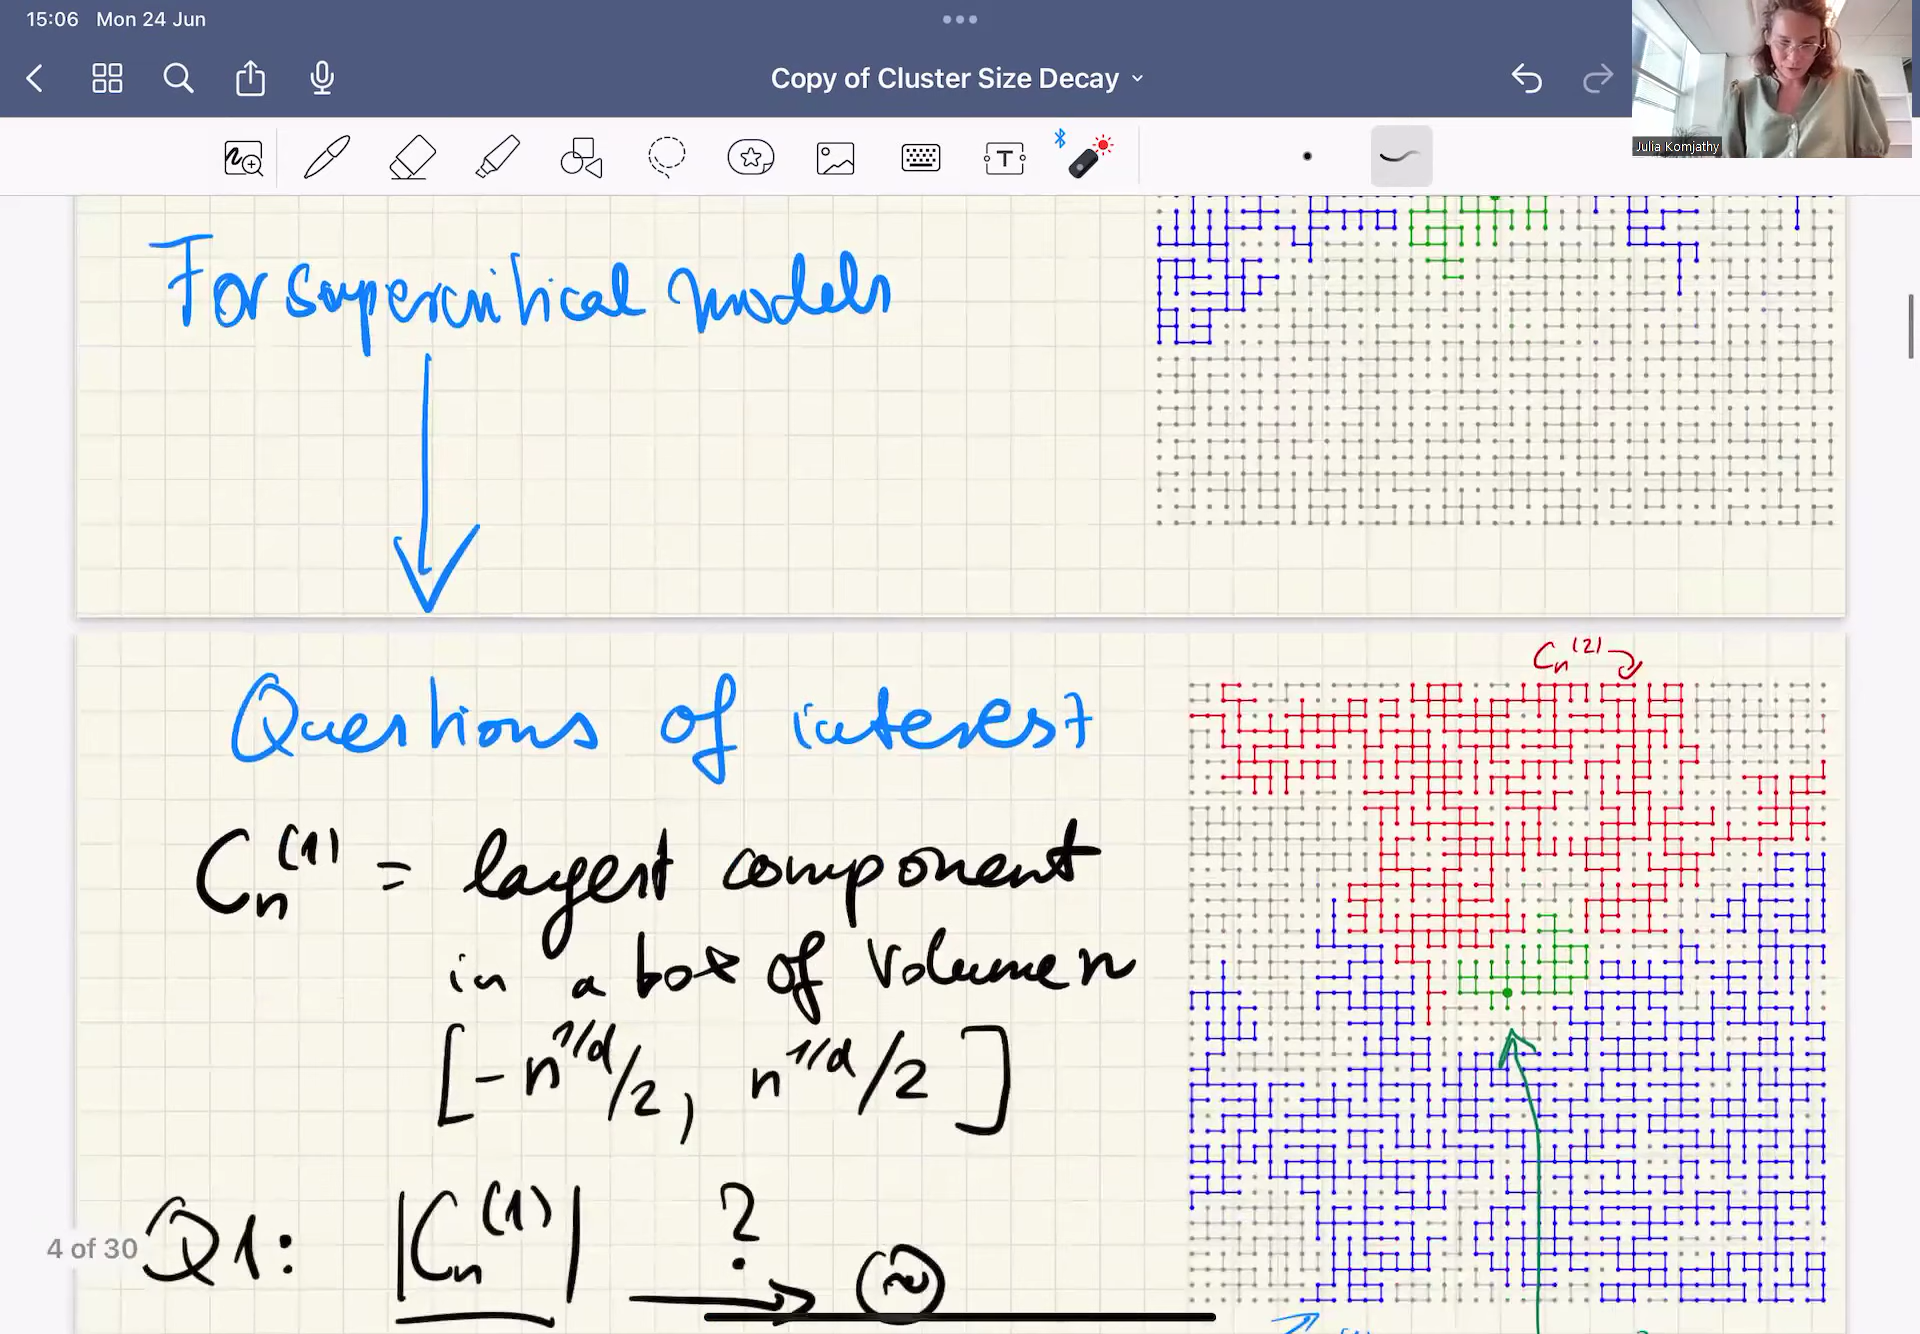 15:06 Mon 24 Jun
Copy of Cluster Size Decay
Julia Komjathy
For supercritical models
C_n^{(2)}
Questions of interest
C_n^{(1)} = largest component
in a box of volume n
[-n^{1/d}/2, n^{1/d}/2]
Q1: |C_n^{(1)}| ?→
4 of 30